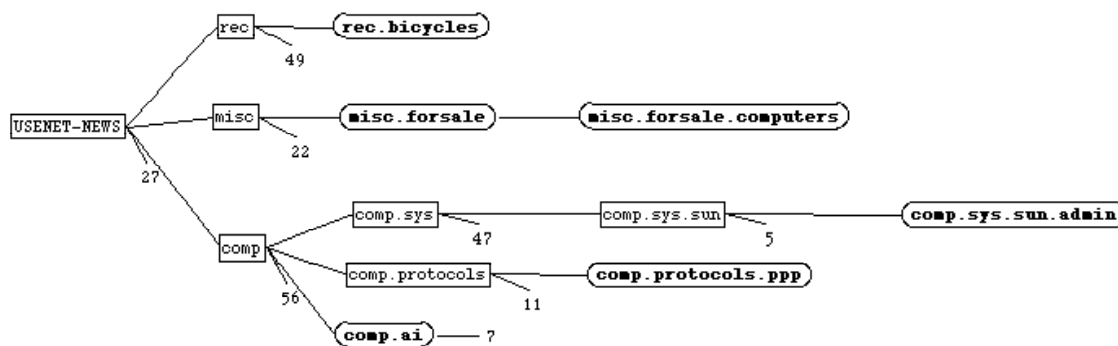 rec
rec.bicycles
49
USENET-NEWS
misc
misc.forsale
misc.forsale.computers
22
27
comp.sys
comp.sys.sun
comp.sys.sun.admin
47
5
comp
comp.protocols
comp.protocols.ppp
56
11
comp.ai
7